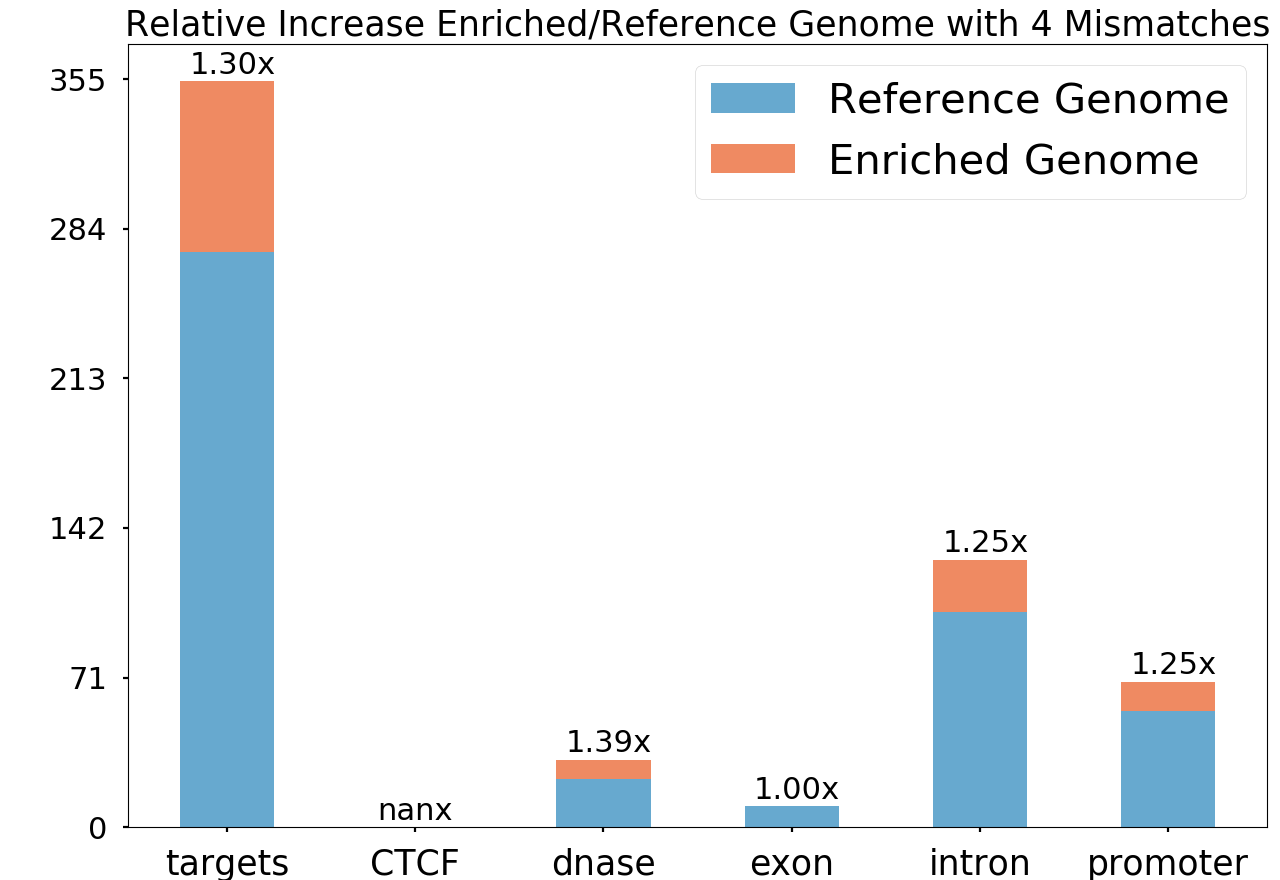 Relative Increase Enriched/Reference Genome with 4 Mismatches
Reference Genome
Enriched Genome
355
284
213
142
71
0
1.30x
nanx
1.39x
1.00x
1.25x
1.25x
targets
CTCF
dnase
exon
intron
promoter